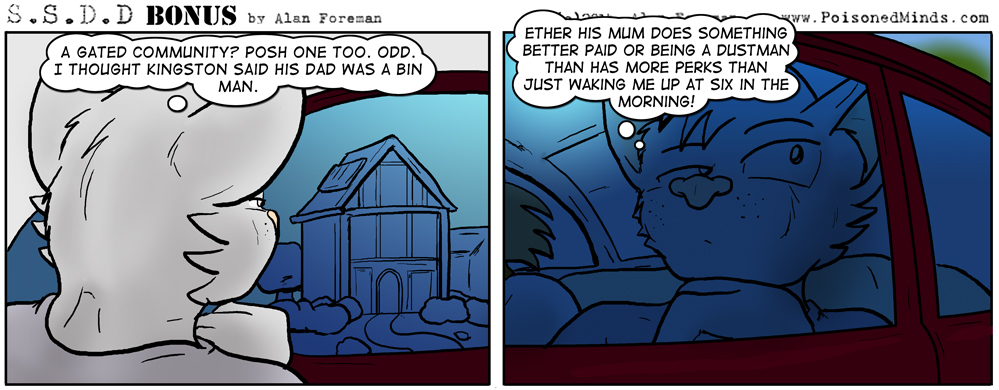 S.S.D.D BONUS by Alan Foreman
www.PoisonedMinds.com
A GATED COMMUNITY? POSH ONE TOO. ODD.
I THOUGHT KINGSTON SAID HIS DAD WAS A BIN
MAN.
ETHER HIS MUM DOES SOMETHING
BETTER PAID OR BEING A DUSTMAN
THAN HAS MORE PERKS THAN
JUST WAKING ME UP AT SIX IN THE
MORNING!